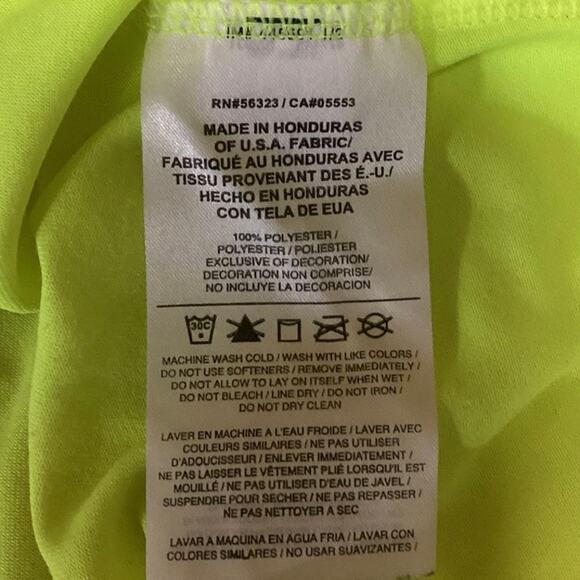 RN#56323 / CA#05553
MADE IN HONDURAS
OF U.S.A. FABRIC/
FABRIQUÉ AU HONDURAS AVEC
TISSU PROVENANT DES É.-U./
HECHO EN HONDURAS
CON TELA DE EUA
100% POLYESTER /
POLYESTER / POLIESTER
EXCLUSIVE OF DECORATION/
DECORATION NON COMPRISE/
NO INCLUYE LA DECORACIÓN
30C
MACHINE WASH COLD / WASH WITH LIKE COLORS /
DO NOT USE SOFTENERS / REMOVE IMMEDIATELY /
DO NOT ALLOW TO LAY ON ITSELF WHEN WET /
DO NOT BLEACH / LINE DRY / DO NOT IRON /
DO NOT DRY CLEAN
LAVER EN MACHINE A L'EAU FROIDE / LAVER AVEC
COULEURS SIMILAIRES / NE PAS UTILISER
D'ADOUCISSEUR / ENLEVER IMMEDIATEMENT /
NE PAS LAISSER LE VÊTEMENT PLIÉ LORSQU'IL EST
MOUILLÉ / NE PAS UTILISER D'EAU DE JAVEL /
SUSPENDRE POUR SECHER / NE PAS REPASSER /
NE PAS NETTOYER A SEC
LAVAR A MAQUINA EN AGUA FRIA / LAVAR CON
COLORES SIMILARES / NO USAR SUAVIZANTES /